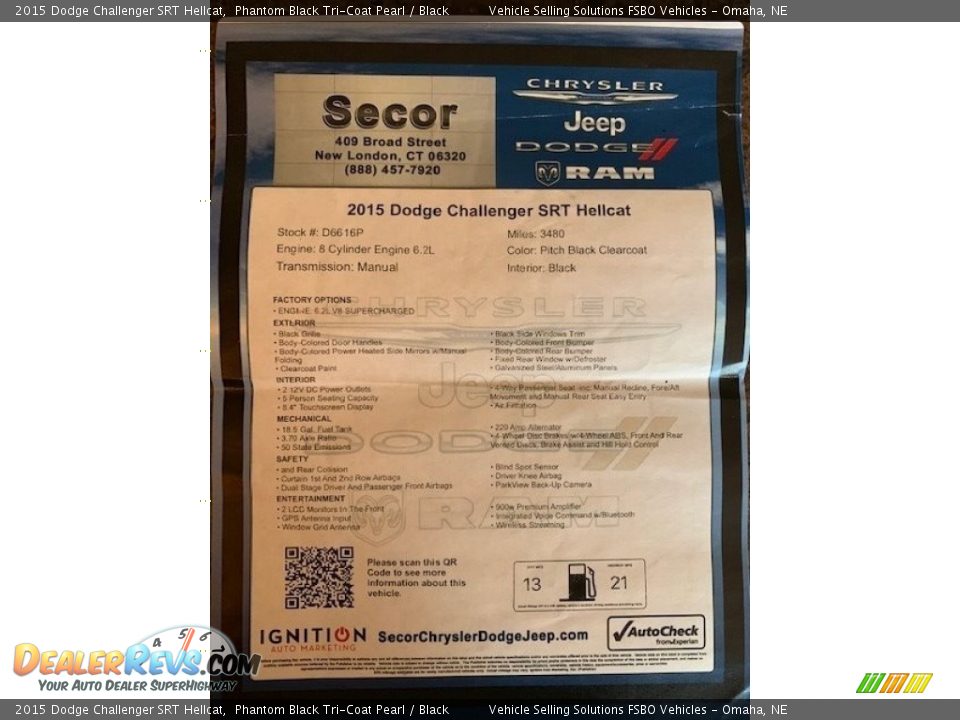 2015 Dodge Challenger SRT Hellcat, Phantom Black Tri-Coat Pearl / Black Vehicle Selling Solutions FSBO Vehicles - Omaha, NE
Secor
409 Broad Street
New London, CT 06320
(888) 457-7920
CHRYSLER
Jeep
DODGE
RAM
2015 Dodge Challenger SRT Hellcat
Stock #: D6616P
Miles: 3480
Engine: 8 Cylinder Engine 6.2L
Color: Pitch Black Clearcoat
Transmission: Manual
Interior: Black
FACTORY OPTIONS
• ENGINE: 6.2L V8 SUPERCHARGED
EXTERIOR
• Black Grille
• Body-Colored Door Handles
• Body-Colored Power Heated Side Mirrors w/Manual
Folding
• Clearcoat Paint
• Black Side Windows Trim
• Body-Colored Front Bumper
• Body-Colored Rear Bumper
• Fixed Rear Window w/Defroster
• Galvanized Steel/Aluminum Panels
INTERIOR
• 2 12V DC Power Outlets
• 5 Person Seating Capacity
• 8.4" Touchscreen Display
• 4-Way Passenger Seat -inc: Manual Recline, Fore/Aft
Movement and Manual Rear Seat Easy Entry
• Air Filtration
MECHANICAL
• 18.5 Gal. Fuel Tank
• 3.70 Axle Ratio
• 50 State Emissions
• 220 Amp Alternator
• 4-Wheel Disc Brakes w/4-Wheel ABS, Front And Rear
Vented Discs, Brake Assist and Hill Hold Control
SAFETY
• and Rear Collision
• Curtain 1st And 2nd Row Airbags
• Dual Stage Driver And Passenger Front Airbags
• Blind Spot Sensor
• Driver Knee Airbag
• ParkView Back-Up Camera
ENTERTAINMENT
• 2 LCD Monitors In The Front
• GPS Antenna Input
• Window Grid Antenna
• 900w Premium Amplifier
• Integrated Voice Command w/Bluetooth
• Wireless Streaming
CHRYSLER
Jeep
DODGE
RAM
Please scan this QR
Code to see more
information about this
vehicle.
CITY MPG
13
HIGHWAY MPG
21
IGNITION
AUTO MARKETING
SecorChryslerDodgeJeep.com
AutoCheck
from Experian
4 5 6
DealerRevs.com
Your Auto Dealer SuperHighway
2015 Dodge Challenger SRT Hellcat, Phantom Black Tri-Coat Pearl / Black Vehicle Selling Solutions FSBO Vehicles - Omaha, NE